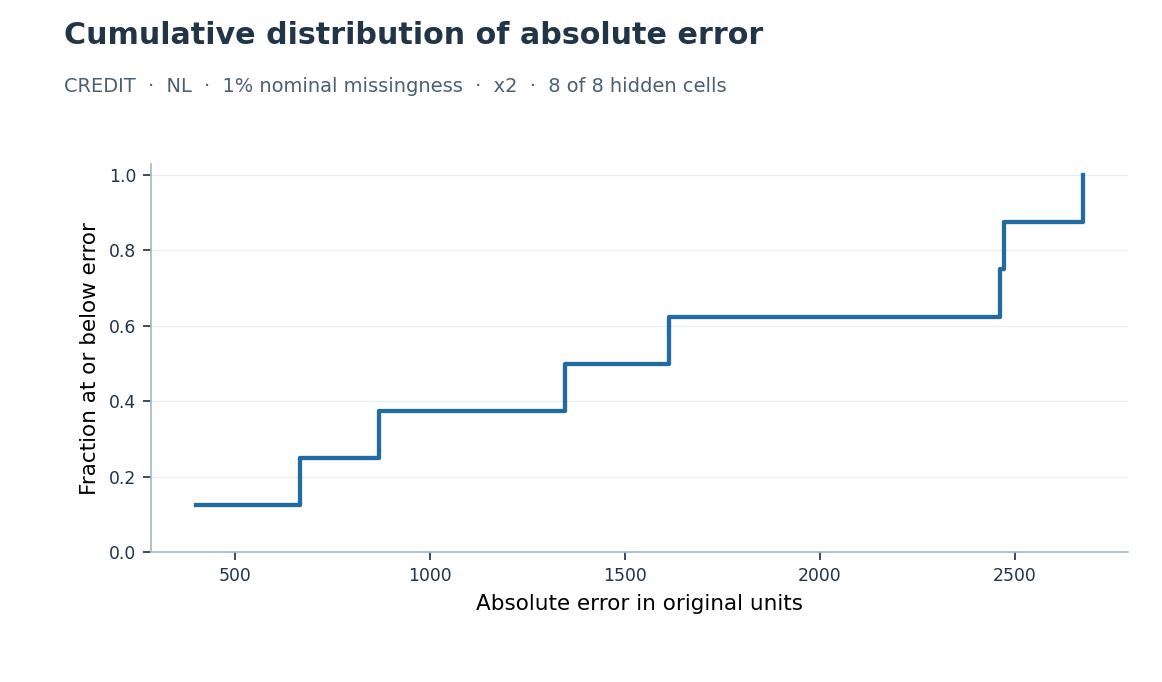 Cumulative distribution of absolute error
CREDIT · NL · 1% nominal missingness · x2 · 8 of 8 hidden cells
Fraction at or below error
1.0
0.8
0.6
0.4
0.2
0.0
500 1000 1500 2000 2500
Absolute error in original units